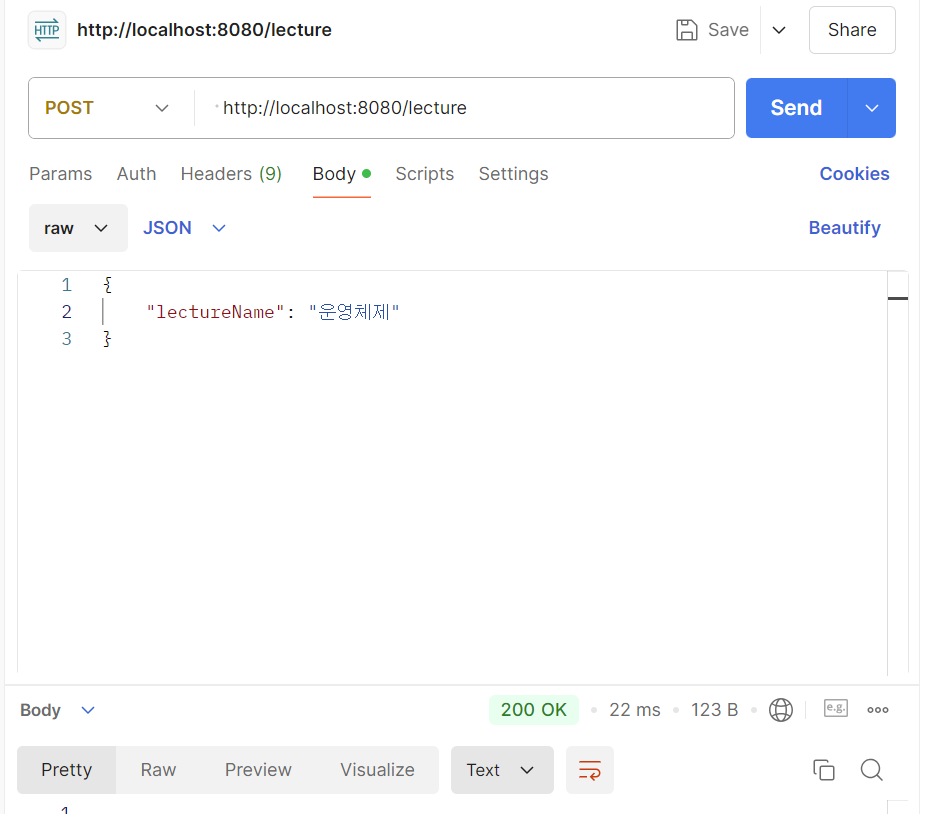 HTTP http://localhost:8080/lecture Save Share
POST http://localhost:8080/lecture Send
Params Auth Headers (9) Body Scripts Settings Cookies
raw JSON Beautify
1 {
2 "lectureName": "운영체제"
3 }
Body 200 OK 22 ms 123 B e.g.
Pretty Raw Preview Visualize Text
1